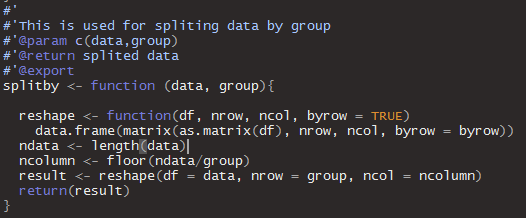 #'
#'This is used for spliting data by group
#'@param c(data,group)
#'@return splited data
#'@export
splitby <- function (data, group){

  reshape <- function(df, nrow, ncol, byrow = TRUE)
    data.frame(matrix(as.matrix(df), nrow, ncol, byrow = byrow))
  ndata <- length(data)
  ncolumn <- floor(ndata/group)
  result <- reshape(df = data, nrow = group, ncol = ncolumn)
  return(result)
}